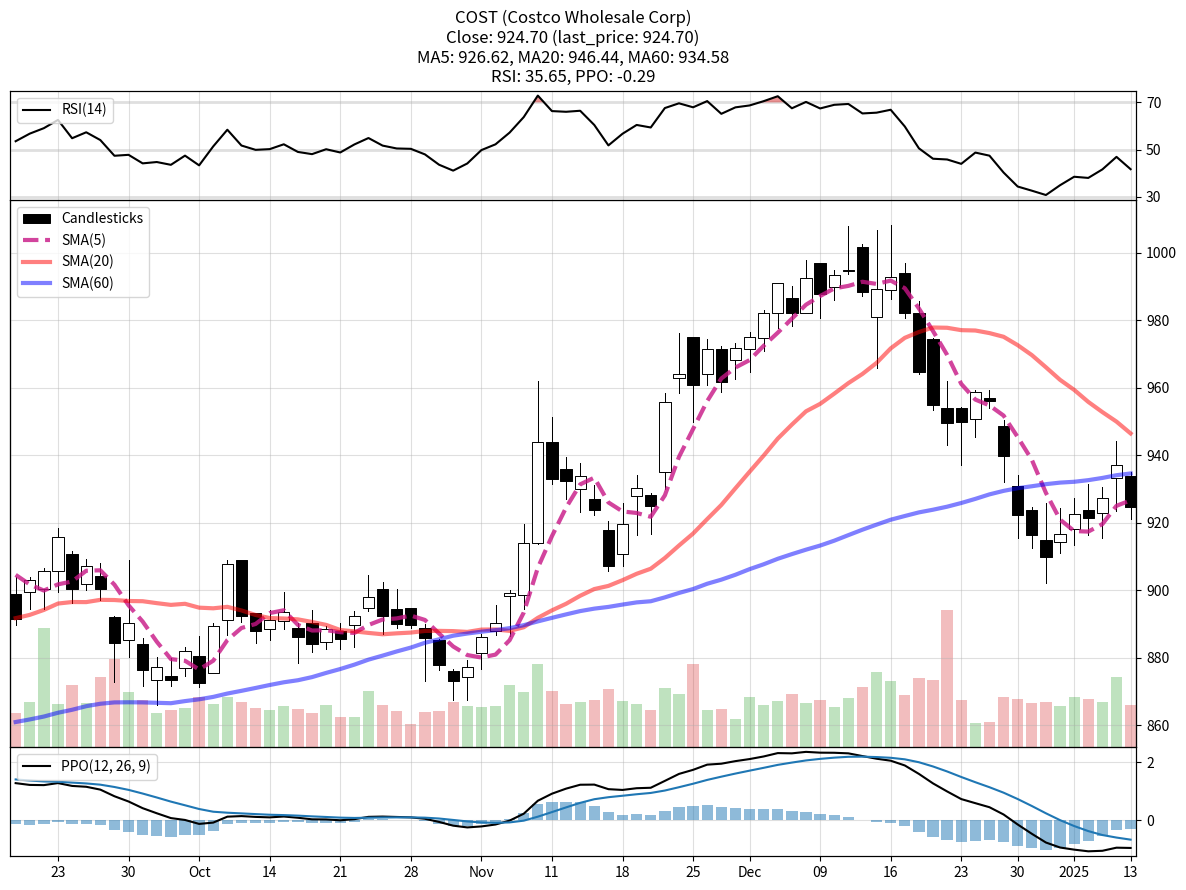 COST (Costco Wholesale Corp)
Close: 924.70 (last_price: 924.70)
MA5: 926.62, MA20: 946.44, MA60: 934.58
RSI: 35.65, PPO: -0.29
RSI(14)
70
50
30
Candlesticks
SMA(5)
SMA(20)
SMA(60)
1000
980
960
940
920
900
880
860
PPO(12, 26, 9)
2
0
23 30 Oct 14 21 28 Nov 11 18 25 Dec 09 16 23 30 2025 13